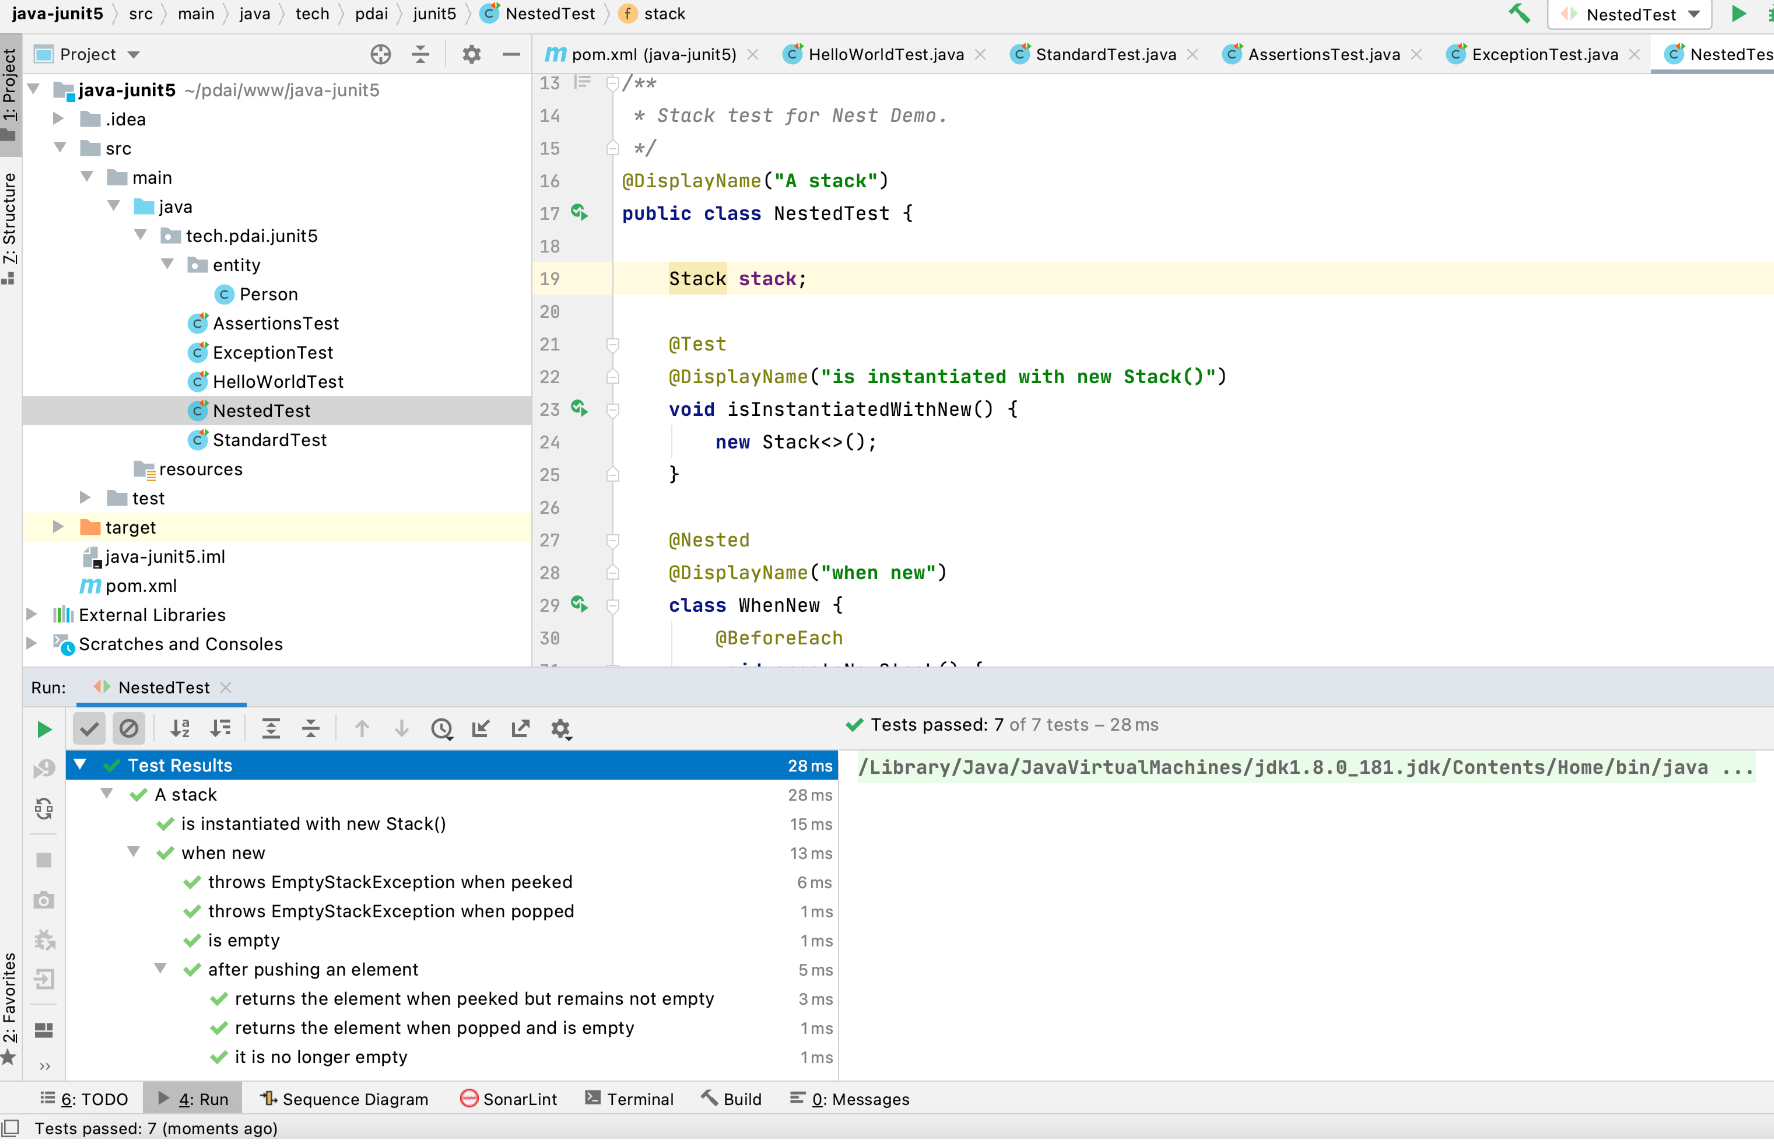 java-junit5 src main java tech pdai junit5 NestedTest stack
NestedTest
1: Project
Z: Structure
2: Favorites
Project
pom.xml (java-junit5) HelloWorldTest.java StandardTest.java AssertionsTest.java ExceptionTest.java NestedTes
java-junit5 ~/pdai/www/java-junit5
.idea
src
main
java
tech.pdai.junit5
entity
Person
AssertionsTest
ExceptionTest
HelloWorldTest
NestedTest
StandardTest
resources
test
target
java-junit5.iml
pom.xml
External Libraries
Scratches and Consoles
13 /**
14 * Stack test for Nest Demo.
15 */
16 @DisplayName("A stack")
17 public class NestedTest {
18
19 Stack stack;
20
21 @Test
22 @DisplayName("is instantiated with new Stack()")
23 void isInstantiatedWithNew() {
24 new Stack<>();
25 }
26
27 @Nested
28 @DisplayName("when new")
29 class WhenNew {
30 @BeforeEach
Run: NestedTest
Tests passed: 7 of 7 tests – 28 ms
Test Results 28 ms
A stack 28 ms
is instantiated with new Stack() 15 ms
when new 13 ms
throws EmptyStackException when peeked 6 ms
throws EmptyStackException when popped 1 ms
is empty 1 ms
after pushing an element 5 ms
returns the element when peeked but remains not empty 3 ms
returns the element when popped and is empty 1 ms
it is no longer empty 1 ms
/Library/Java/JavaVirtualMachines/jdk1.8.0_181.jdk/Contents/Home/bin/java ...
6: TODO 4: Run Sequence Diagram SonarLint Terminal Build 0: Messages
Tests passed: 7 (moments ago)